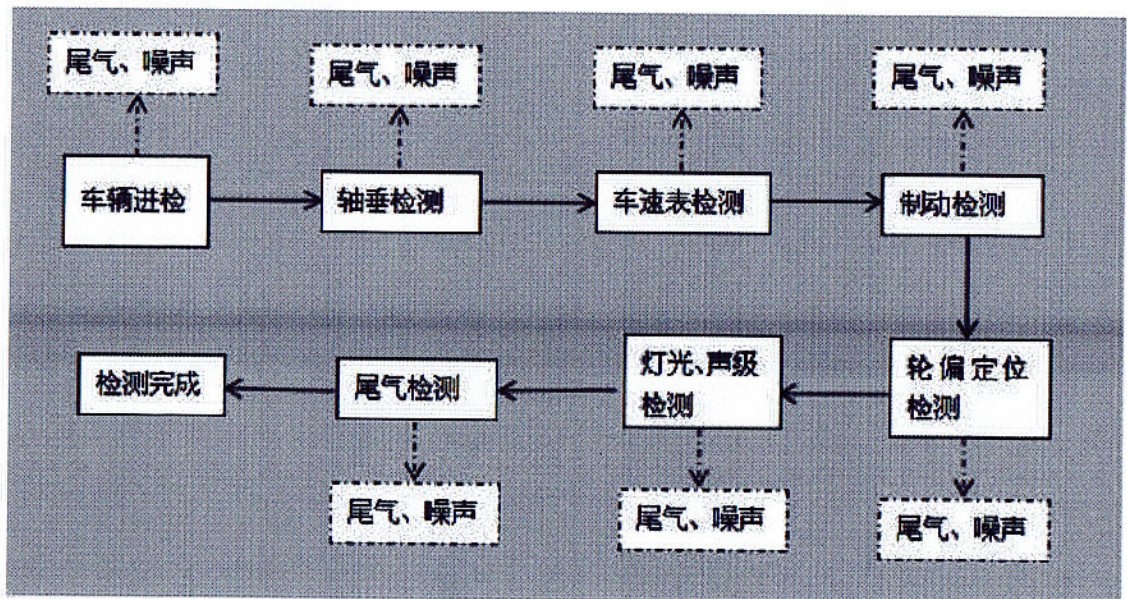 尾气、噪声
尾气、噪声
尾气、噪声
尾气、噪声
车辆进检
轴垂检测
车速表检测
制动检测
检测完成
尾气检测
灯光、声级
检测
轮偏定位
检测
尾气、噪声
尾气、噪声
尾气、噪声